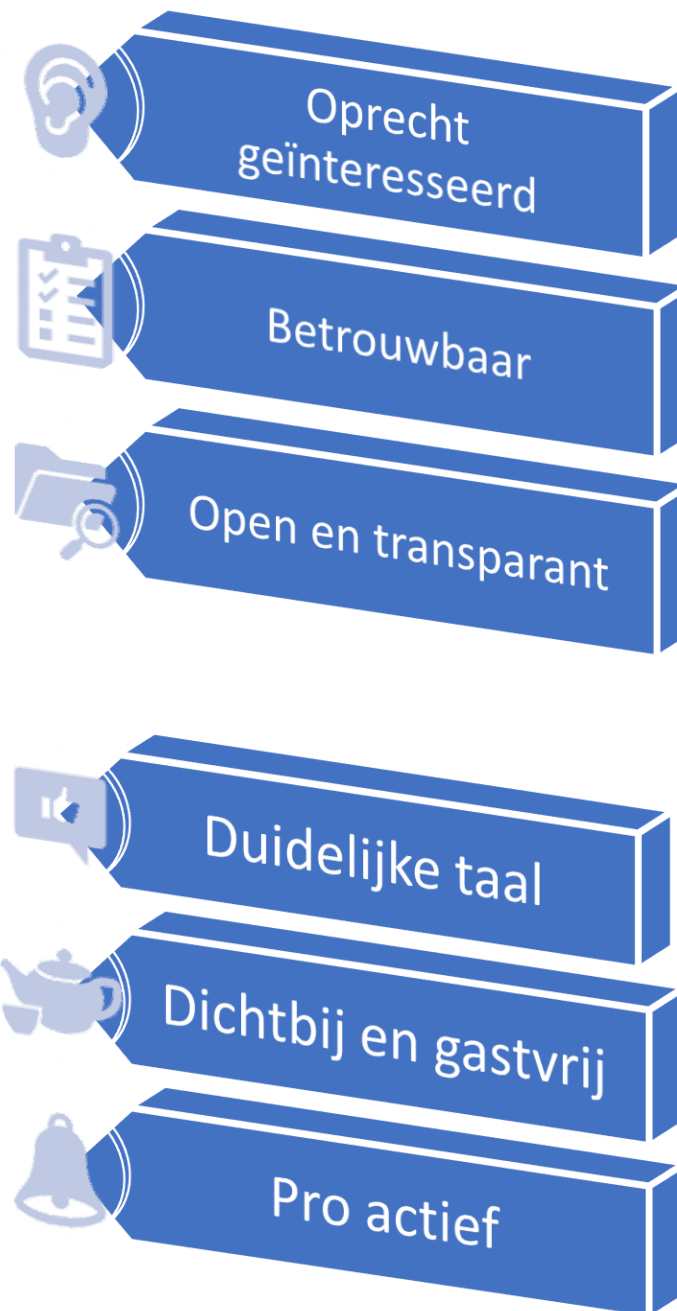 Oprecht
geïnteresseerd
Betrouwbaar
Open en transparant
Duidelijke taal
Dichtbij en gastvrij
Pro actief